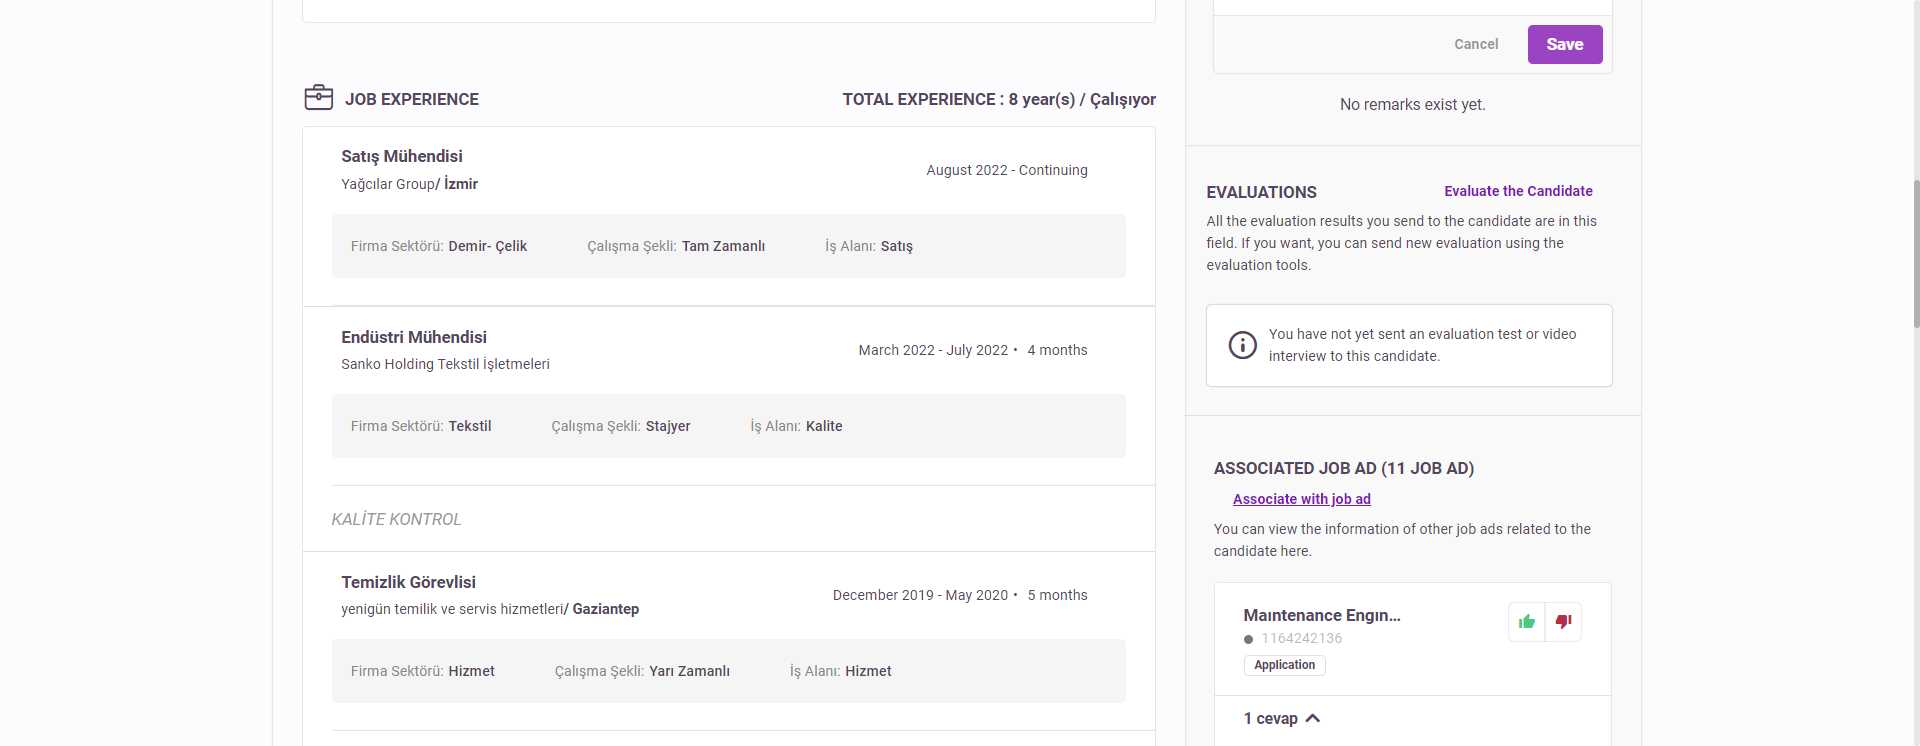 JOB EXPERIENCE
TOTAL EXPERIENCE : 8 year(s) / Çalışıyor
Satış Mühendisi
Yağcılar Group/ İzmir
August 2022 - Continuing
Firma Sektörü: Demir- Çelik Çalışma Şekli: Tam Zamanlı İş Alanı: Satış
Endüstri Mühendisi
Sanko Holding Tekstil İşletmeleri
March 2022 - July 2022 • 4 months
Firma Sektörü: Tekstil Çalışma Şekli: Stajyer İş Alanı: Kalite
KALİTE KONTROL
Temizlik Görevlisi
yenigün temilik ve servis hizmetleri/ Gaziantep
December 2019 - May 2020 • 5 months
Firma Sektörü: Hizmet Çalışma Şekli: Yarı Zamanlı İş Alanı: Hizmet
Cancel
Save
No remarks exist yet.
EVALUATIONS
Evaluate the Candidate
All the evaluation results you send to the candidate are in this
field. If you want, you can send new evaluation using the
evaluation tools.
You have not yet sent an evaluation test or video
interview to this candidate.
ASSOCIATED JOB AD (11 JOB AD)
Associate with job ad
You can view the information of other job ads related to the
candidate here.
Maıntenance Engın...
1164242136
Application
1 cevap